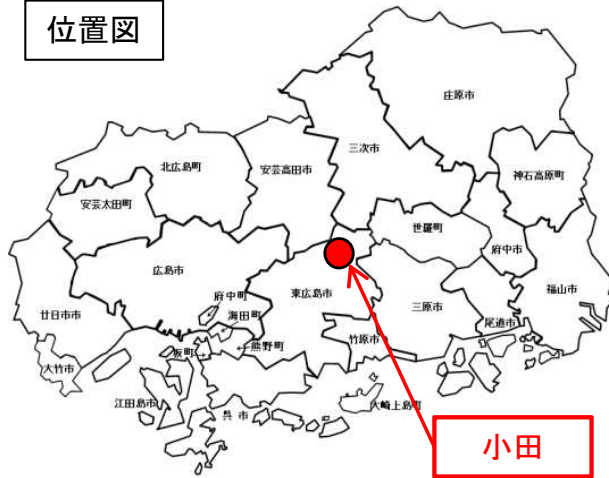 位置図
庄原市
三次市
北広島町
安芸高田市
神石高原町
安芸太田町
世羅町
府中市
広島市
東広島市
三原市
福山市
府中町
海田町
廿日市市
尾道市
竹原市
坂町
熊野町
大竹市
江田島市
呉市
大崎上島町
小田